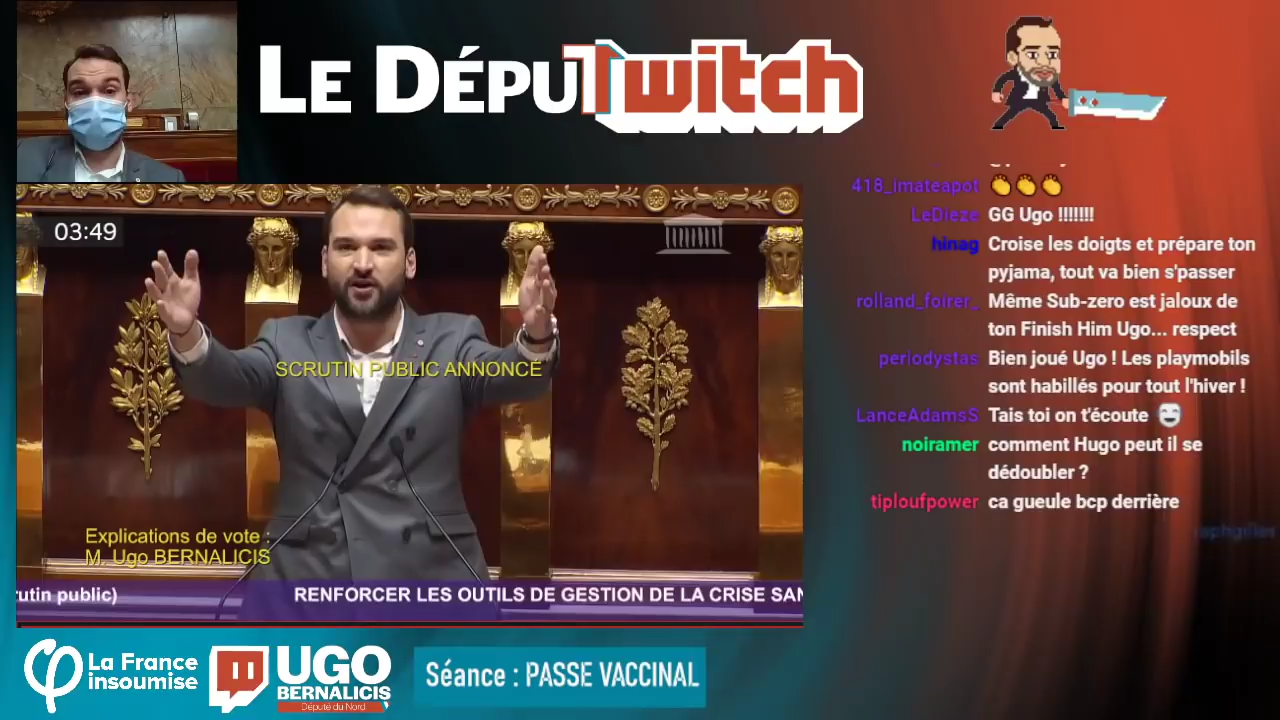 LE DÉPUTwitch
03:49
SCRUTIN PUBLIC ANNONCÉ
Explications de vote :
M. Ugo BERNALICIS
rutin public)
RENFORCER LES OUTILS DE GESTION DE LA CRISE SAN
418_imateapot 👏👏👏
LeDieze GG Ugo !!!!!!!
hinag Croise les doigts et prépare ton
pyjama, tout va bien s'passer
rolland_foirer_ Même Sub-zero est jaloux de
ton Finish Him Ugo... respect
periodystas Bien joué Ugo ! Les playmobils
sont habillés pour tout l'hiver !
LanceAdamsS Tais toi on t'écoute
noiramer comment Hugo peut il se
dédoubler ?
tiploufpower ca gueule bcp derrière
La France
insoumise
UGO
BERNALICIS
Député du Nord
Séance : PASSE VACCINAL